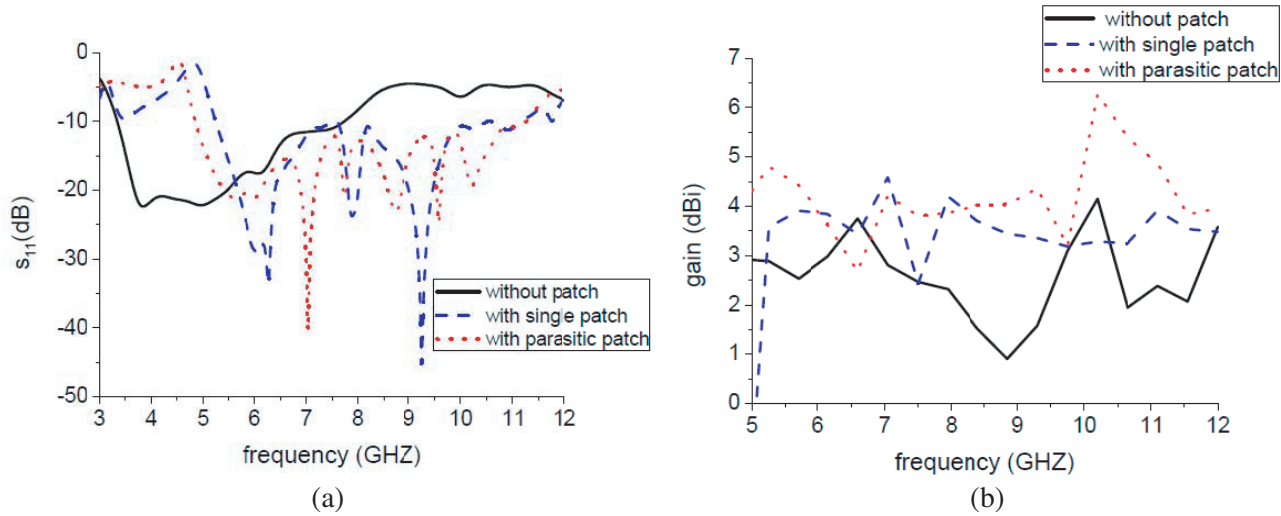 0
-10
-20
-30
-40
-50
s11(dB)
3 4 5 6 7 8 9 10 11 12
frequency (GHZ)
without patch
with single patch
with parasitic patch
(a)
without patch
with single patch
with parasitic patch
7
6
5
4
3
2
1
0
gain (dBi)
5 6 7 8 9 10 11 12
frequency (GHZ)
(b)